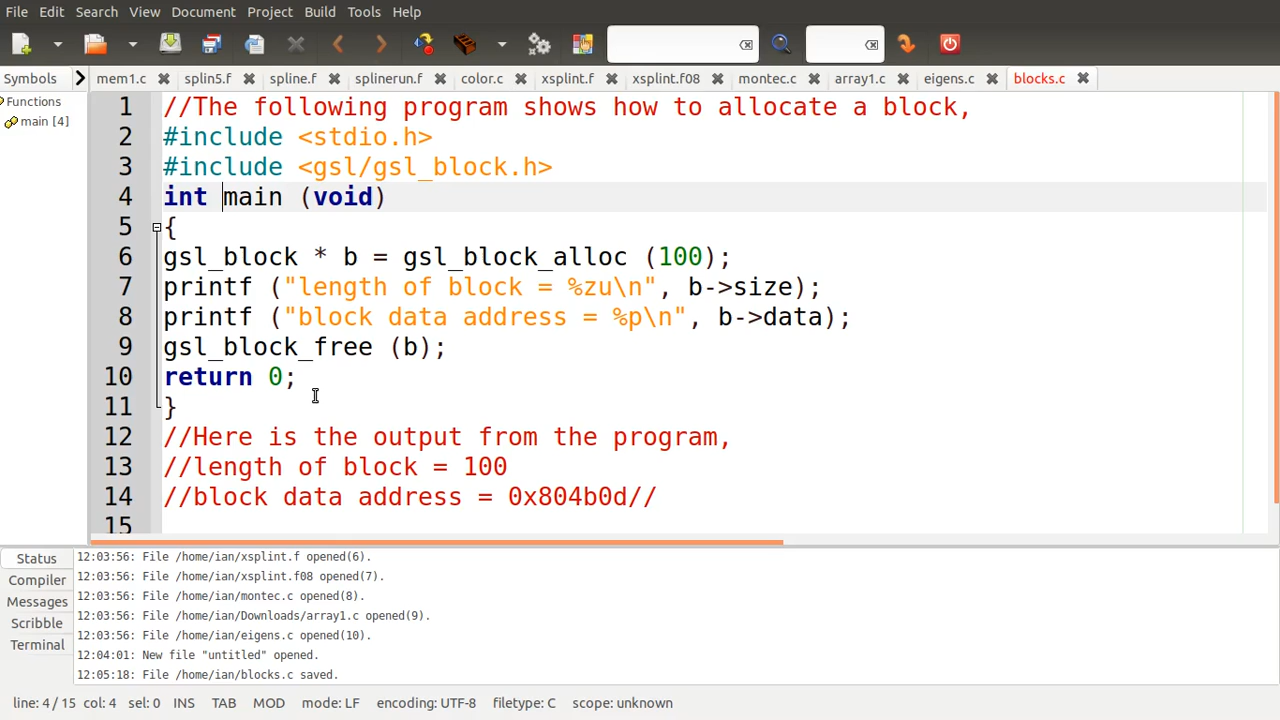 File Edit Search View Document Project Build Tools Help
Symbols mem1.c splin5.f spline.f splinerun.f color.c xsplint.f xsplint.f08 montec.c array1.c eigens.c blocks.c
Functions
main [4]
1 //The following program shows how to allocate a block,
2 #include <stdio.h>
3 #include <gsl/gsl_block.h>
4 int main (void)
5 {
6 gsl_block * b = gsl_block_alloc (100);
7 printf ("length of block = %zu\n", b->size);
8 printf ("block data address = %p\n", b->data);
9 gsl_block_free (b);
10 return 0;
11 }
12 //Here is the output from the program,
13 //length of block = 100
14 //block data address = 0x804b0d//
15
Status
Compiler
Messages
Scribble
Terminal
12:03:56: File /home/ian/xsplint.f opened(6).
12:03:56: File /home/ian/xsplint.f08 opened(7).
12:03:56: File /home/ian/montec.c opened(8).
12:03:56: File /home/ian/Downloads/array1.c opened(9).
12:03:56: File /home/ian/eigens.c opened(10).
12:04:01: New file "untitled" opened.
12:05:18: File /home/ian/blocks.c saved.
line: 4 / 15 col: 4 sel: 0 INS TAB MOD mode: LF encoding: UTF-8 filetype: C scope: unknown